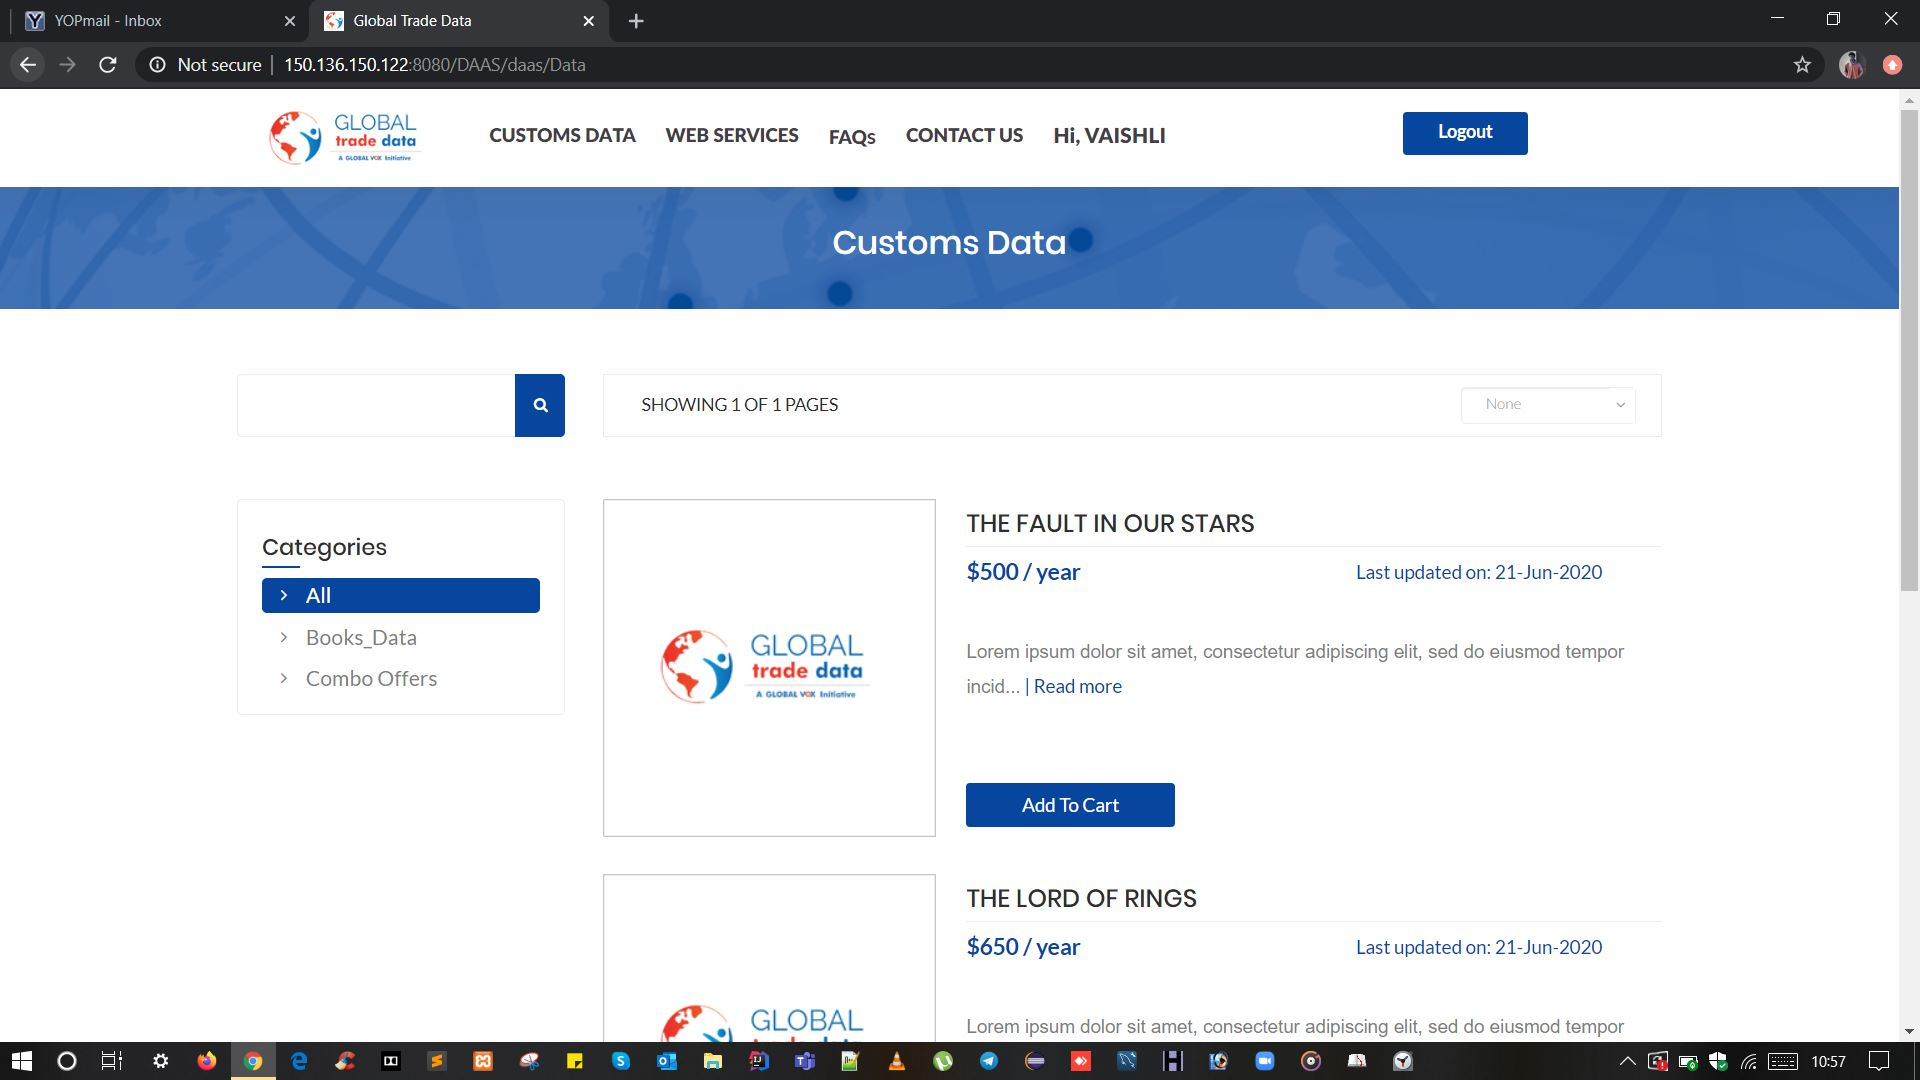 YOPmail - Inbox
Global Trade Data
Not secure
150.136.150.122:8080/DAAS/daas/Data
GLOBAL
trade data
A GLOBAL VOX Initiative
CUSTOMS DATA
WEB SERVICES
FAQs
CONTACT US
Hi, VAISHLI
Logout
Customs Data
SHOWING 1 OF 1 PAGES
None
Categories
All
Books_Data
Combo Offers
GLOBAL
trade data
A GLOBAL VOX Initiative
THE FAULT IN OUR STARS
$500 / year
Last updated on: 21-Jun-2020
Lorem ipsum dolor sit amet, consectetur adipiscing elit, sed do eiusmod tempor
incid... | Read more
Add To Cart
GLOBAL
THE LORD OF RINGS
$650 / year
Last updated on: 21-Jun-2020
Lorem ipsum dolor sit amet, consectetur adipiscing elit, sed do eiusmod tempor
10:57